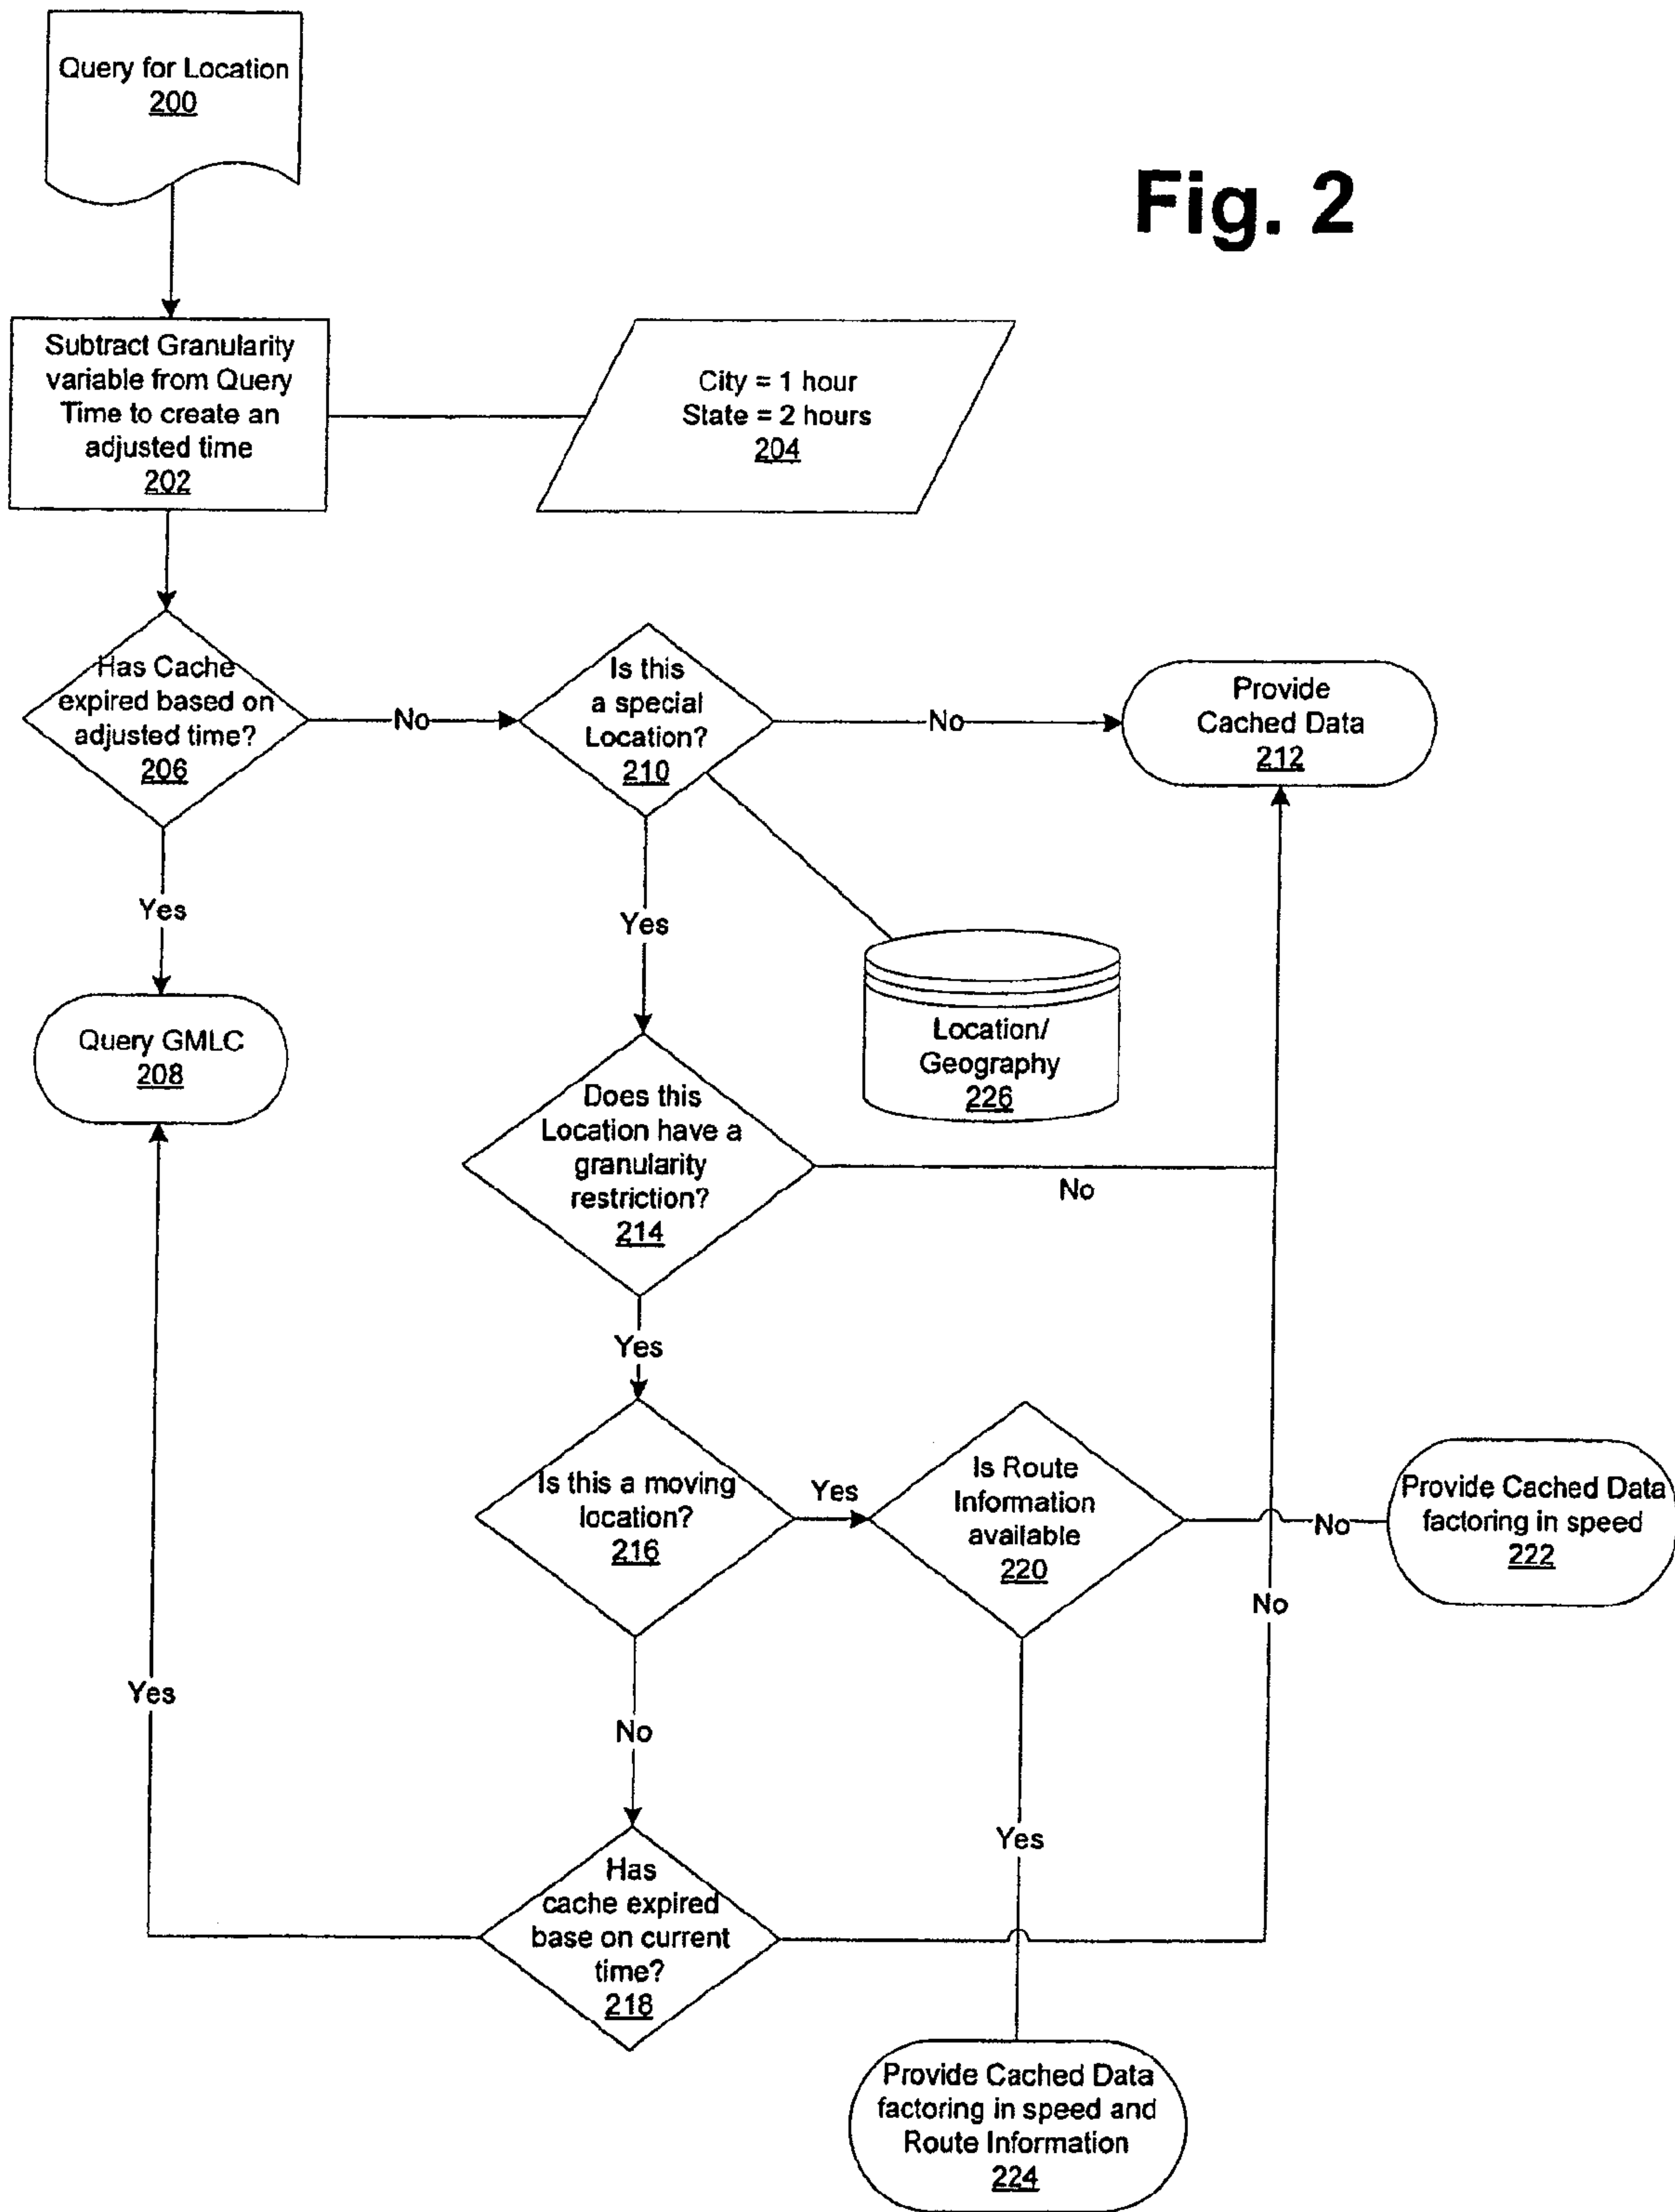 Query for Location
200
Fig. 2
Subtract Granularity
variable from Query
Time to create an
adjusted time
202
City = 1 hour
State = 2 hours
204
Has Cache
expired based on
adjusted time?
206
No
Is this
a special
Location?
210
No
Provide
Cached Data
212
Yes
Yes
Query GMLC
208
Location/
Geography
226
Does this
Location have a
granularity
restriction?
214
No
Yes
Is this a moving
location?
216
Yes
Is Route
Information
available
220
No
Provide Cached Data
factoring in speed
222
No
Yes
No
Yes
Has
cache expired
base on current
time?
218
Provide Cached Data
factoring in speed and
Route Information
224